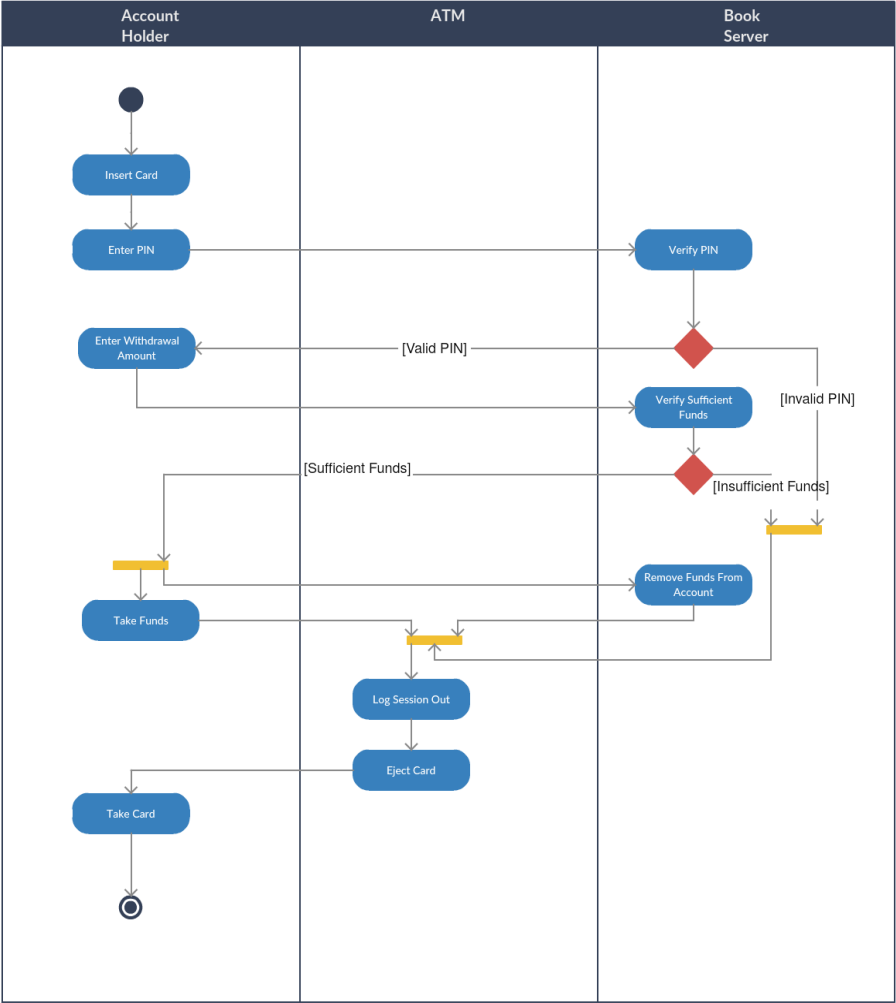 Account
Holder
ATM
Book
Server
Insert Card
Enter PIN
Verify PIN
Enter Withdrawal
Amount
[Valid PIN]
Verify Sufficient
Funds
[Invalid PIN]
[Sufficient Funds]
[Insufficient Funds]
Remove Funds From
Account
Take Funds
Log Session Out
Eject Card
Take Card